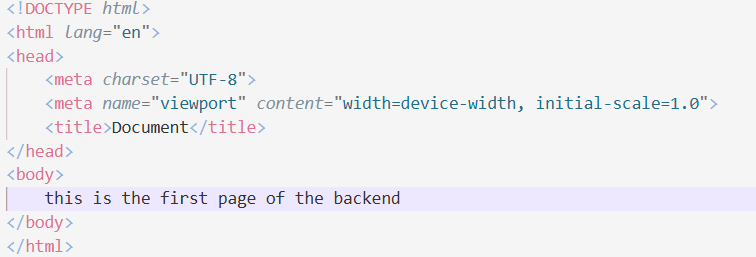 <!DOCTYPE html>
<html lang="en">
<head>
    <meta charset="UTF-8">
    <meta name="viewport" content="width=device-width, initial-scale=1.0">
    <title>Document</title>
</head>
<body>
    this is the first page of the backend
</body>
</html>